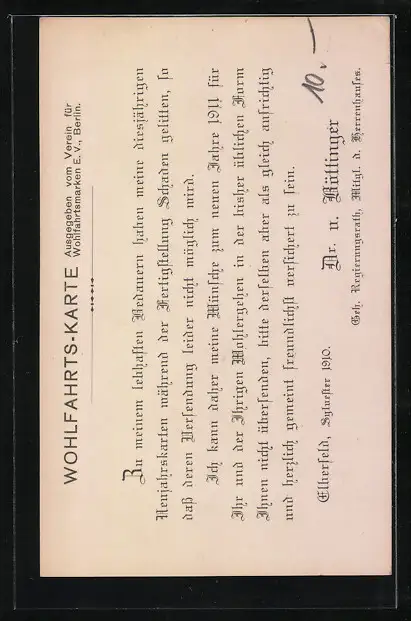 WOHLFAHRTS-KARTE
Ausgegeben vom Verein für
Wohlfahrtsmarken E. V., Berlin.
Zu meinem lebhaften Bedauern haben meine diesjährigen
Neujahrskarten während der Fertigstellung Schaden gelitten, so
daß deren Versendung leider nicht möglich wird.
Ich kann daher meine Wünsche zum neuen Jahre 1911 für
Ihr und der Ihrigen Wohlergehen in der bisher üblichen Form
Ihnen nicht übersenden, bitte derselben aber als gleich aufrichtig
und herzlich gemeint freundlichst versichert zu sein.
Elberfeld, Sylvester 1910.
Dr. v. Böttinger
Geh. Regierungsrath, Mitgl. d. Herrenhauses.
10.—